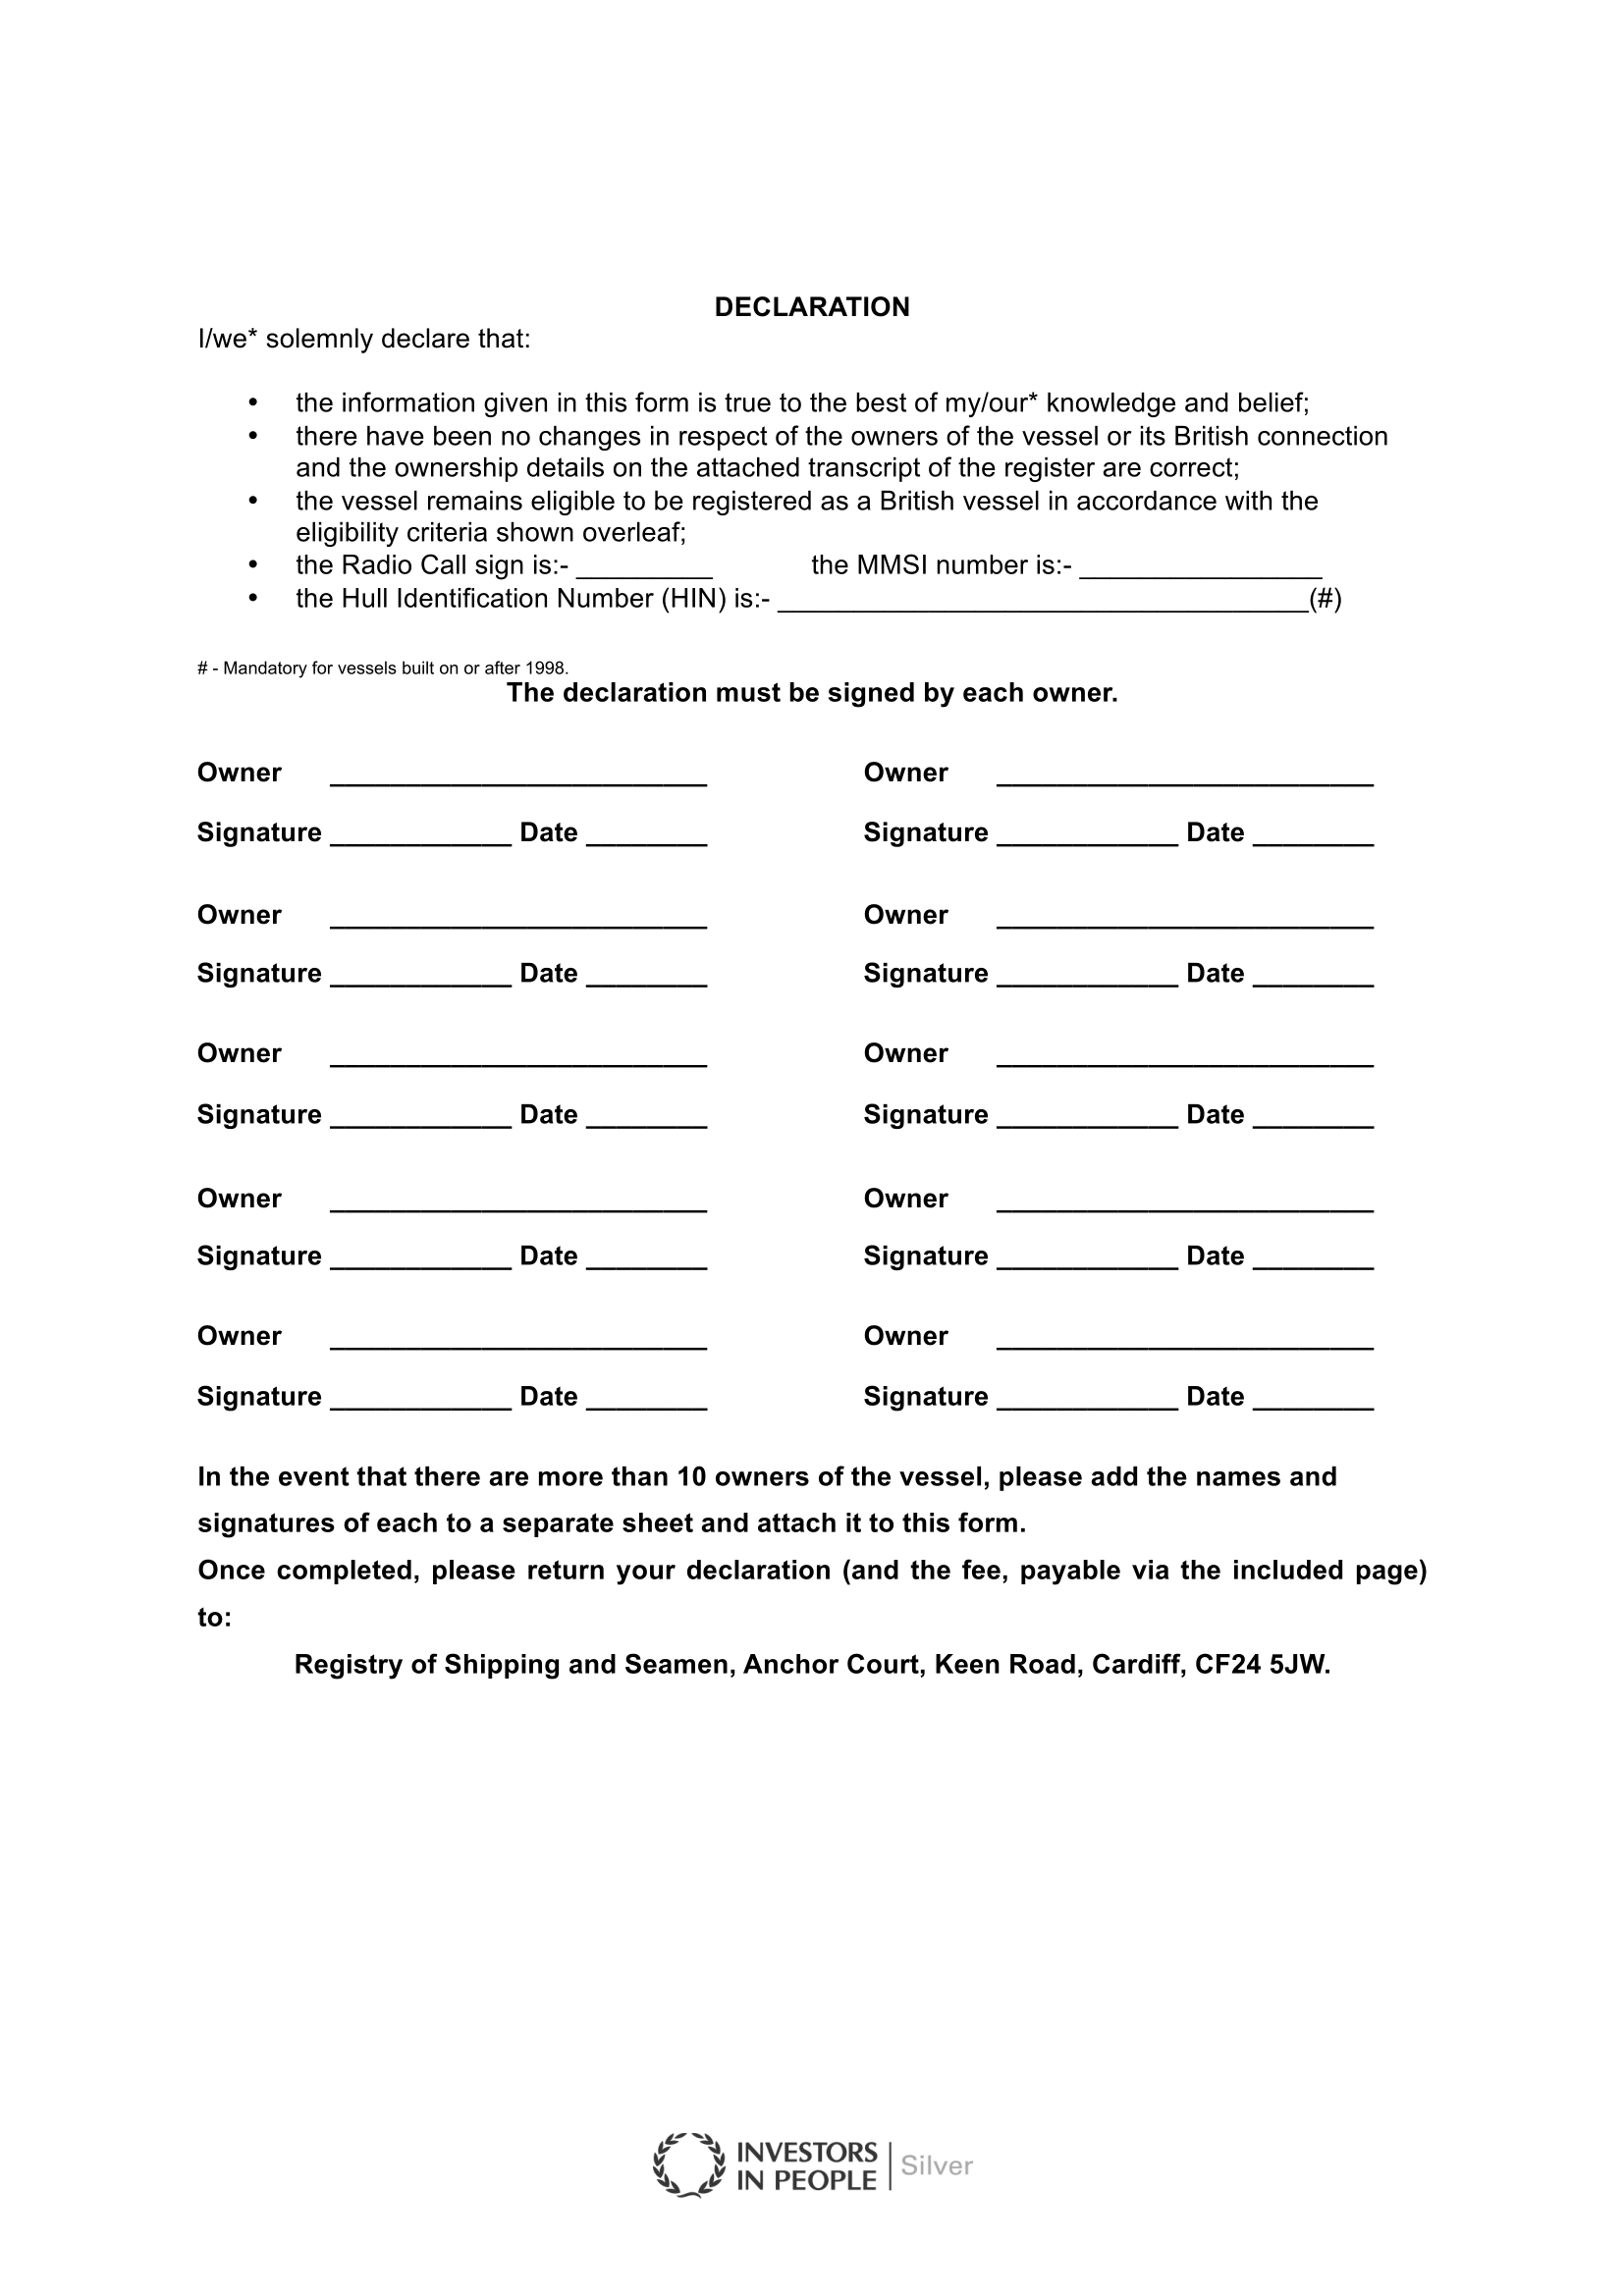 DECLARATION
I/we* solemnly declare that:
• the information given in this form is true to the best of my/our* knowledge and belief;
• there have been no changes in respect of the owners of the vessel or its British connection
and the ownership details on the attached transcript of the register are correct;
• the vessel remains eligible to be registered as a British vessel in accordance with the
eligibility criteria shown overleaf;
• the Radio Call sign is:- _________ the MMSI number is:- ________________
• the Hull Identification Number (HIN) is:- ___________________________________(#)
# - Mandatory for vessels built on or after 1998.
The declaration must be signed by each owner.
Owner _________________________ Owner _________________________
Signature ____________ Date ________ Signature ____________ Date ________
Owner _________________________ Owner _________________________
Signature ____________ Date ________ Signature ____________ Date ________
Owner _________________________ Owner _________________________
Signature ____________ Date ________ Signature ____________ Date ________
Owner _________________________ Owner _________________________
Signature ____________ Date ________ Signature ____________ Date ________
Owner _________________________ Owner _________________________
Signature ____________ Date ________ Signature ____________ Date ________
In the event that there are more than 10 owners of the vessel, please add the names and
signatures of each to a separate sheet and attach it to this form.
Once completed, please return your declaration (and the fee, payable via the included page)
to:
Registry of Shipping and Seamen, Anchor Court, Keen Road, Cardiff, CF24 5JW.
INVESTORS
IN PEOPLE | Silver